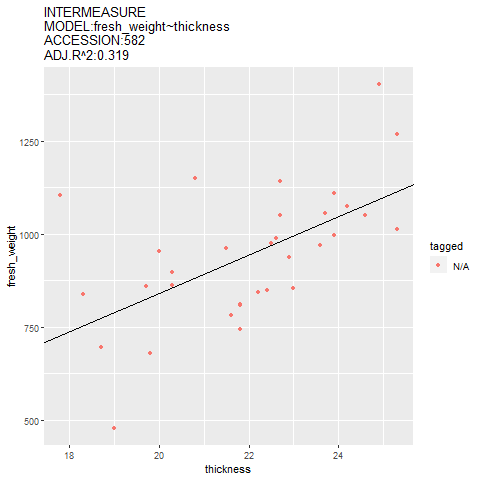 INTERMEASURE
MODEL:fresh_weight~thickness
ACCESSION:582
ADJ.R^2:0.319
1250
1000
750
500
fresh_weight
18
20
22
24
thickness
tagged
N/A